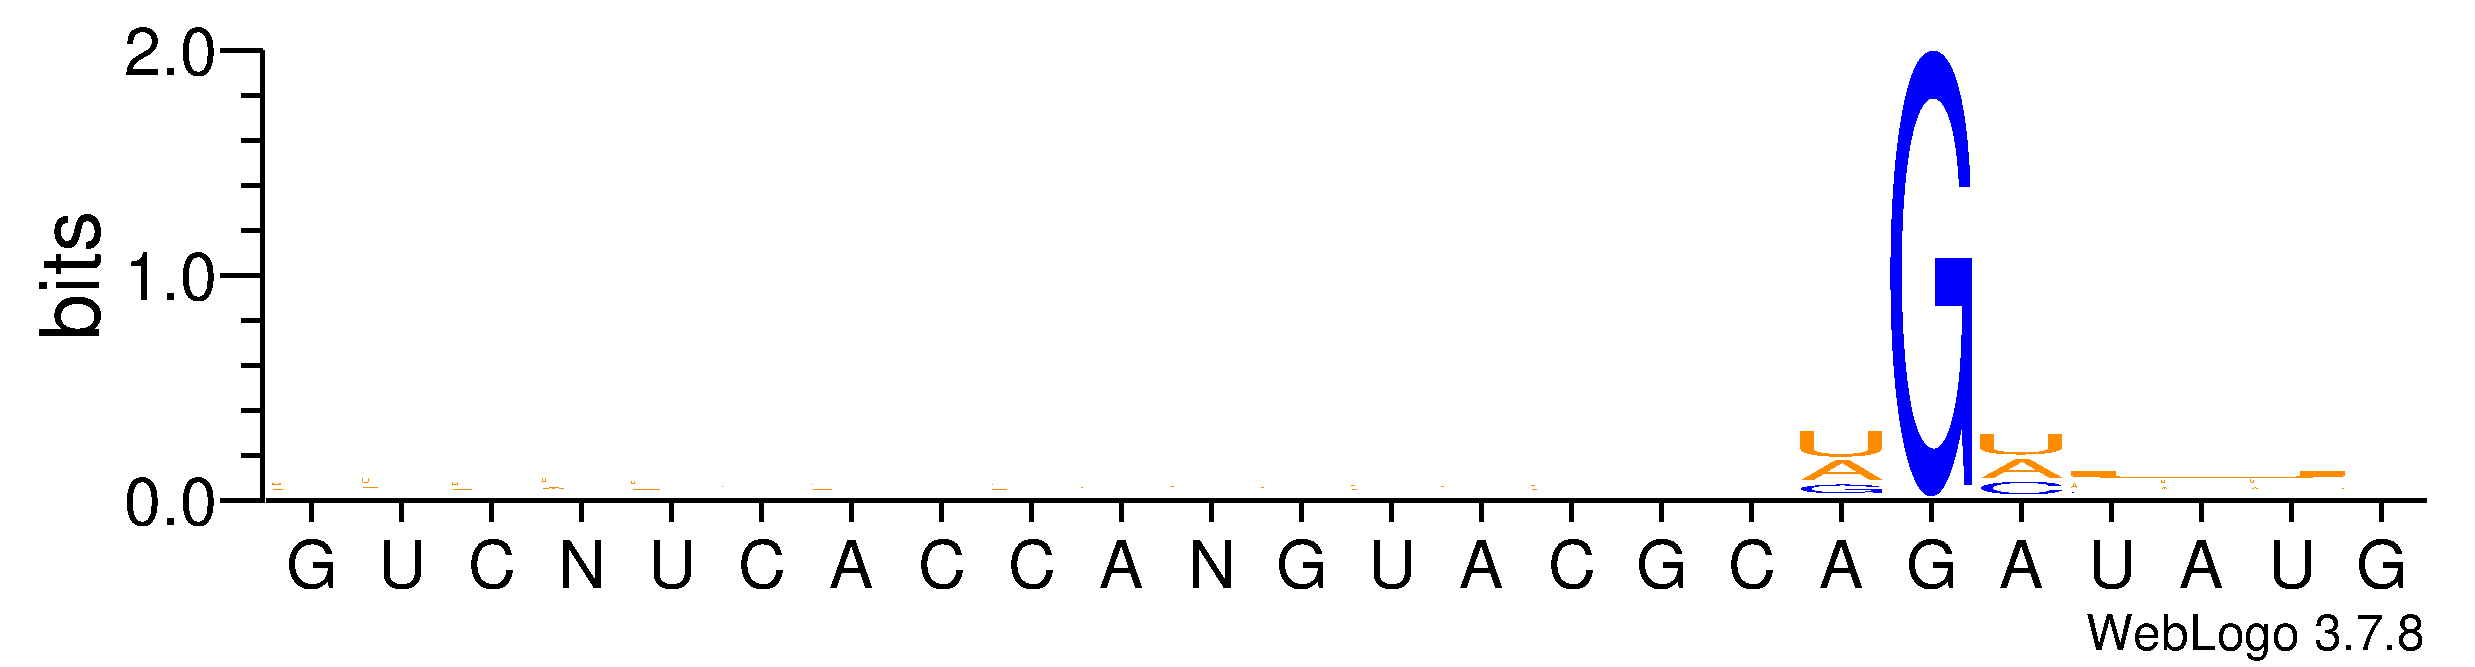 bits
2.0
1.0
0.0
U
A
G
G
U
A
C
G U C N U C A C C A N G U A C G C A G A U A U G
WebLogo 3.7.8